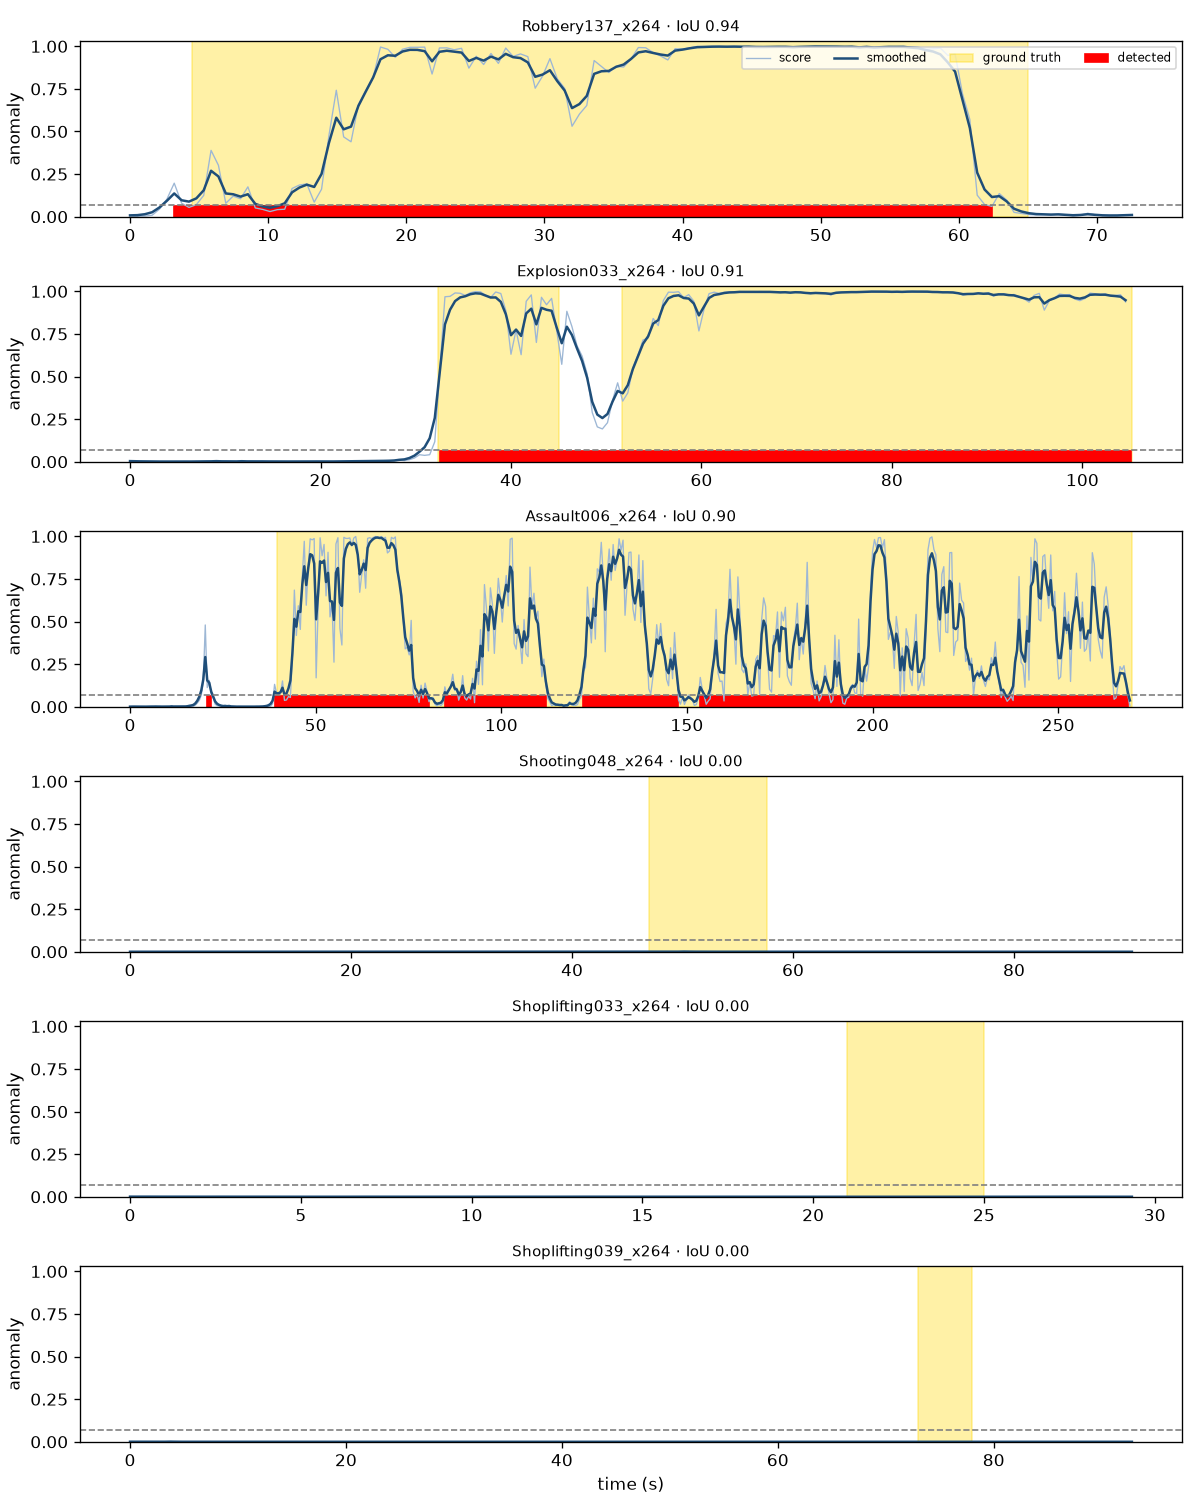 Robbery137_x264 · IoU 0.94
score smoothed ground truth detected
anomaly
1.00
0.75
0.50
0.25
0.00
0 10 20 30 40 50 60 70
Explosion033_x264 · IoU 0.91
anomaly
1.00
0.75
0.50
0.25
0.00
0 20 40 60 80 100
Assault006_x264 · IoU 0.90
anomaly
1.00
0.75
0.50
0.25
0.00
0 50 100 150 200 250
Shooting048_x264 · IoU 0.00
anomaly
1.00
0.75
0.50
0.25
0.00
0 20 40 60 80
Shoplifting033_x264 · IoU 0.00
anomaly
1.00
0.75
0.50
0.25
0.00
0 5 10 15 20 25 30
Shoplifting039_x264 · IoU 0.00
anomaly
1.00
0.75
0.50
0.25
0.00
0 20 40 60 80
time (s)